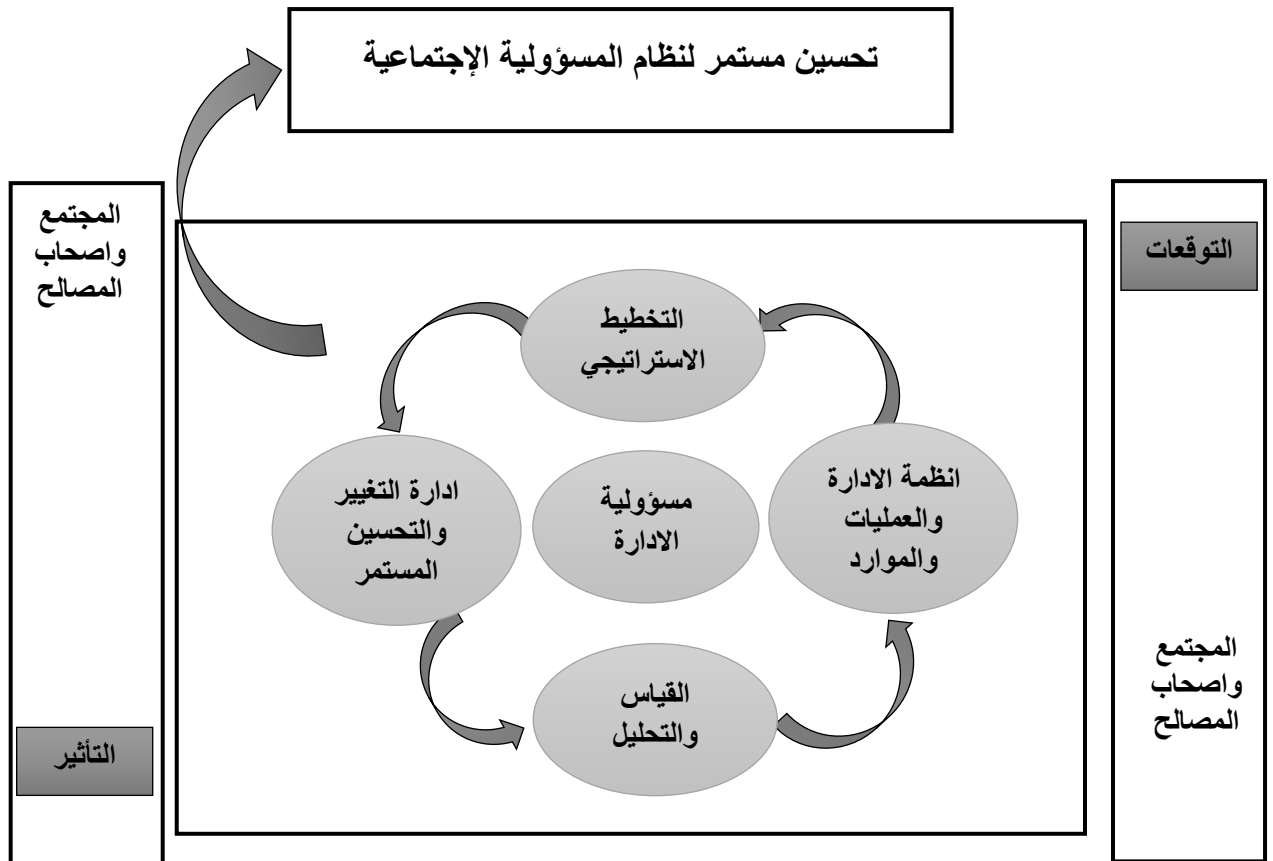 تحسين مستمر لنظام المسؤولية الإجتماعية
التوقعات
المجتمع
واصحاب
المصالح
التخطيط
الاستراتيجي
انظمة الادارة
والعمليات
والموارد
مسؤولية
الادارة
ادارة التغيير
والتحسين
المستمر
القياس
والتحليل
المجتمع
واصحاب
المصالح
التأثير